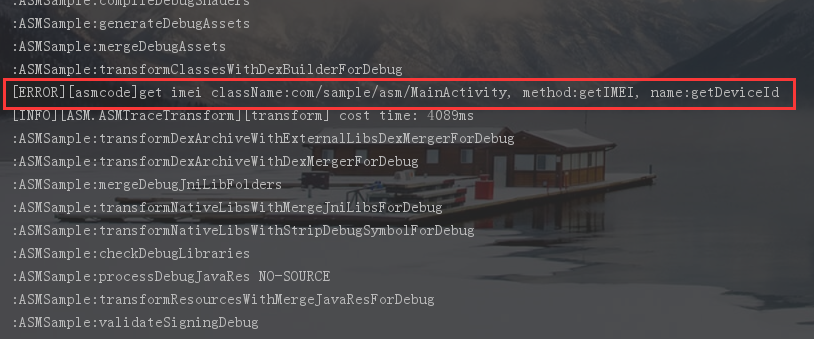 :ASMSample:compileDebugShaders
:ASMSample:generateDebugAssets
:ASMSample:mergeDebugAssets
:ASMSample:transformClassesWithDexBuilderForDebug
[ERROR][asmcode]get imei className:com/sample/asm/MainActivity, method:getIMEI, name:getDeviceId
[INFO][ASM.ASMTraceTransform][transform] cost time: 4089ms
:ASMSample:transformDexArchiveWithExternalLibsDexMergerForDebug
:ASMSample:transformDexArchiveWithDexMergerForDebug
:ASMSample:mergeDebugJniLibFolders
:ASMSample:transformNativeLibsWithMergeJniLibsForDebug
:ASMSample:transformNativeLibsWithStripDebugSymbolForDebug
:ASMSample:checkDebugLibraries
:ASMSample:processDebugJavaRes NO-SOURCE
:ASMSample:transformResourcesWithMergeJavaResForDebug
:ASMSample:validateSigningDebug